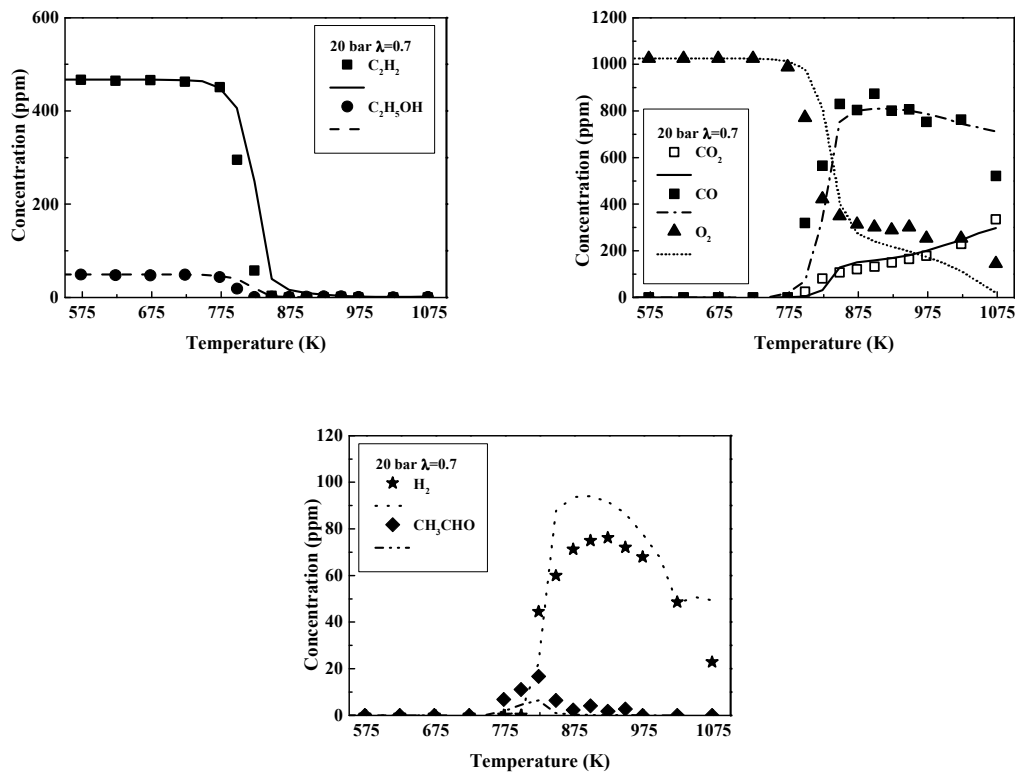 600
400
200
0
Concentration (ppm)
20 bar λ=0.7
C₂H₂
C₂H₅OH
575 675 775 875 975 1075
Temperature (K)
1200
1000
800
600
400
200
0
Concentration (ppm)
20 bar λ=0.7
CO₂
CO
O₂
575 675 775 875 975 1075
Temperature (K)
120
100
80
60
40
20
0
Concentration (ppm)
20 bar λ=0.7
H₂
CH₃CHO
575 675 775 875 975 1075
Temperature (K)